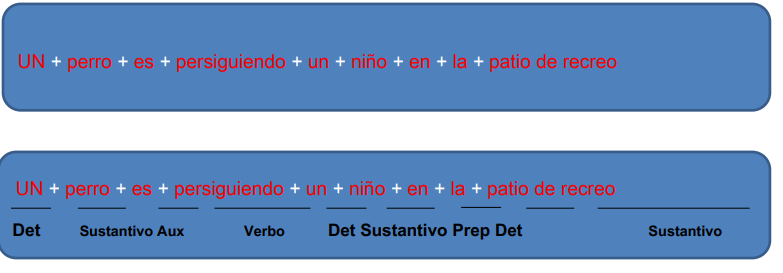 UN + perro + es + persiguiendo + un + niño + en + la + patio de recreo
UN + perro + es + persiguiendo + un + niño + en + la + patio de recreo
Det Sustantivo Aux Verbo Det Sustantivo Prep Det Sustantivo